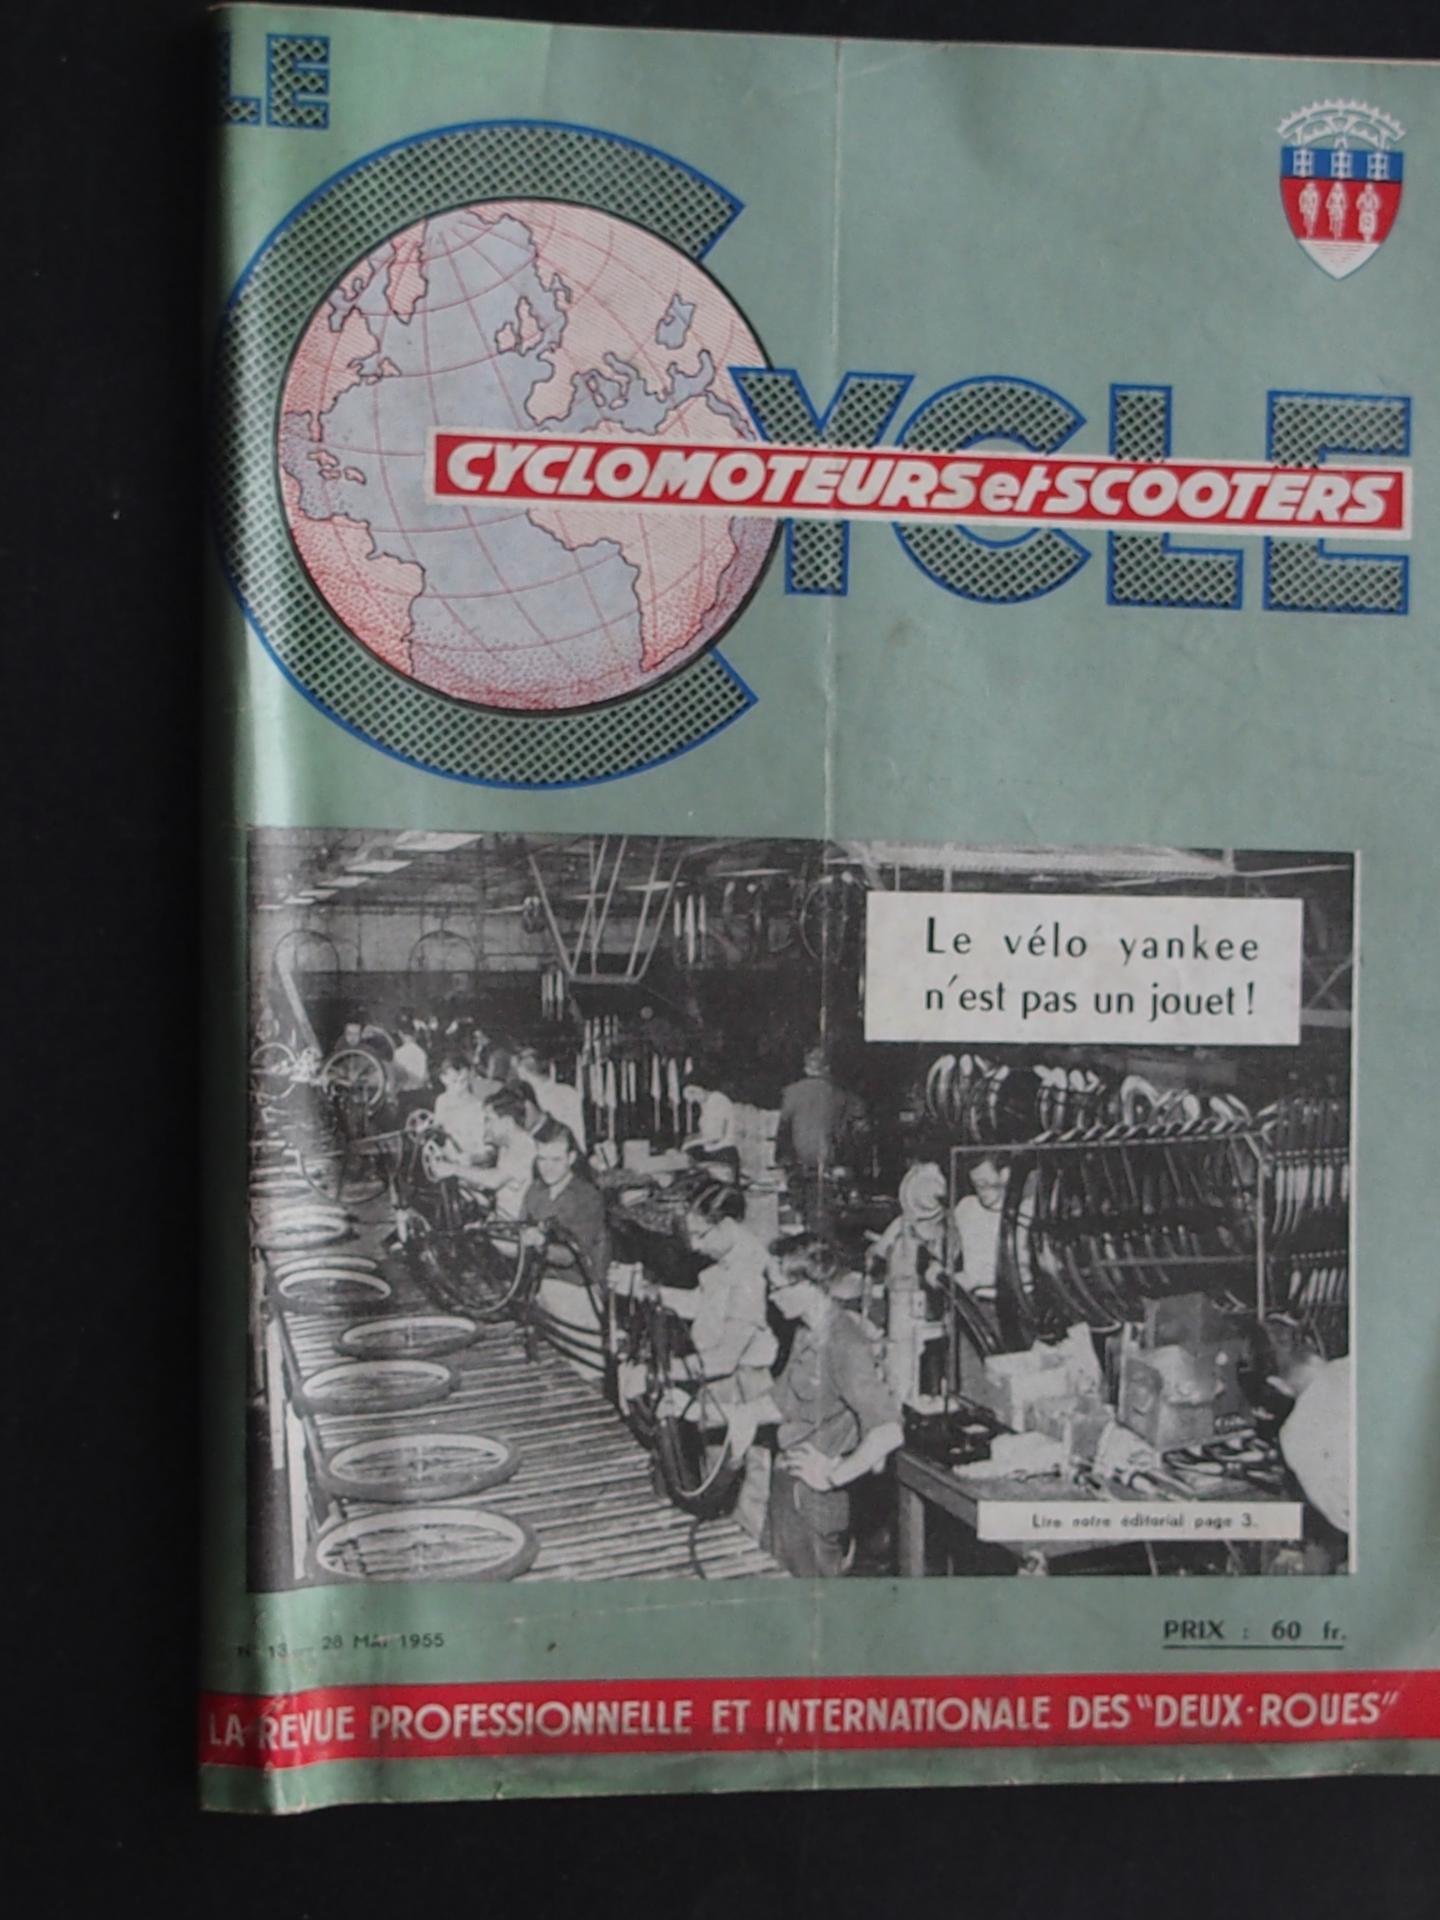 LE
CYCLE
CYCLOMOTEURS et SCOOTERS
Le vélo yankee
n'est pas un jouet !
Lire notre éditorial page 3.
N° 13 — 28 MAI 1955
PRIX : 60 fr.
LA REVUE PROFESSIONNELLE ET INTERNATIONALE DES "DEUX-ROUES"